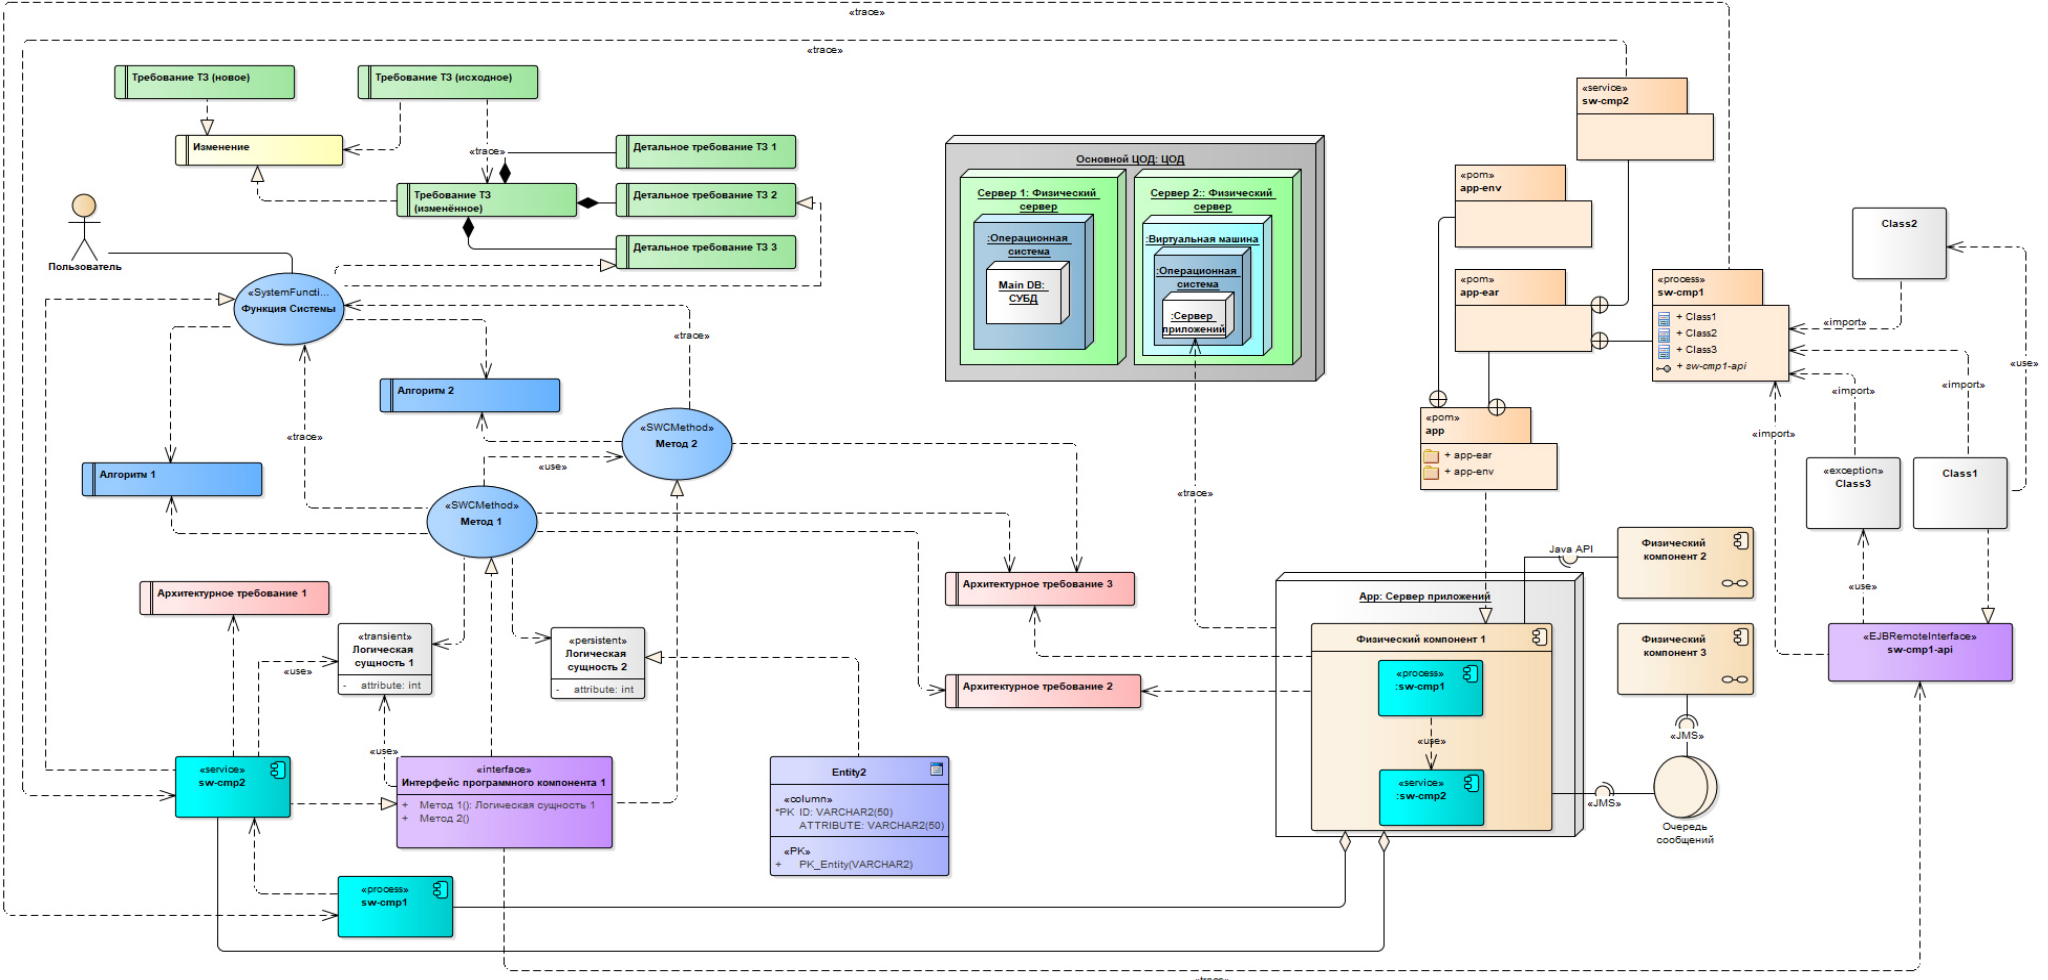 «trace»
«trace»
Требование ТЗ (новое)
Требование ТЗ (исходное)
«service»
sw-cmp2
Изменение
«trace»
Детальное требование ТЗ 1
Основной ЦОД: ЦОД
Требование ТЗ
(изменённое)
Детальное требование ТЗ 2
Сервер 1: Физический
сервер
Сервер 2:: Физический
сервер
«pom»
app-env
Class2
Детальное требование ТЗ 3
:Операционная
система
:Виртуальная машина
Пользователь
:Операционная
система
Main DB:
СУБД
:Сервер
приложений
«pom»
app-ear
«process»
sw-cmp1
+ Class1
+ Class2
+ Class3
+ sw-cmp1-api
«import»
«use»
«SystemFuncti...
Функция Системы
«trace»
Алгоритм 2
«import»
«import»
«SWCMethod»
Метод 2
«pom»
app
+ app-ear
+ app-env
«import»
«trace»
«use»
Алгоритм 1
«exception»
Class3
Class1
«trace»
«SWCMethod»
Метод 1
Java API
Физический
компонент 2
Архитектурное требование 1
Архитектурное требование 3
«use»
App: Сервер приложений
«transient»
Логическая
сущность 1
- attribute: int
«persistent»
Логическая
сущность 2
- attribute: int
Физический компонент 1
Физический
компонент 3
«EJBRemoteInterface»
sw-cmp1-api
«use»
Архитектурное требование 2
«process»
:sw-cmp1
«use»
«JMS»
«use»
«service»
sw-cmp2
«interface»
Интерфейс программного компонента 1
+ Метод 1(): Логическая сущность 1
+ Метод 2()
Entity2
«column»
*PK ID: VARCHAR2(50)
ATTRIBUTE: VARCHAR2(50)
«PK»
+ PK_Entity(VARCHAR2)
«service»
:sw-cmp2
«JMS»
Очередь
сообщений
«process»
sw-cmp1
«trace»